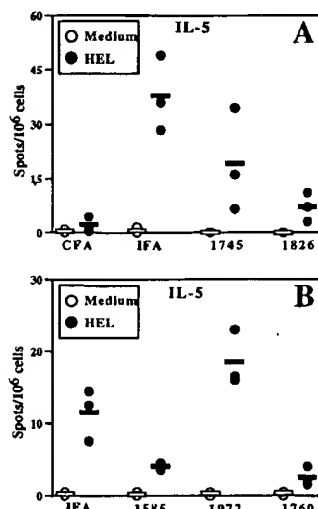 IL-5
A
Medium
HEL
Spots/10⁶ cells
60
45
30
15
0
CFA IFA 1745 1826
IL-5
B
Medium
HEL
Spots/10⁶ cells
30
20
10
0
IFA 1585 1972 1760